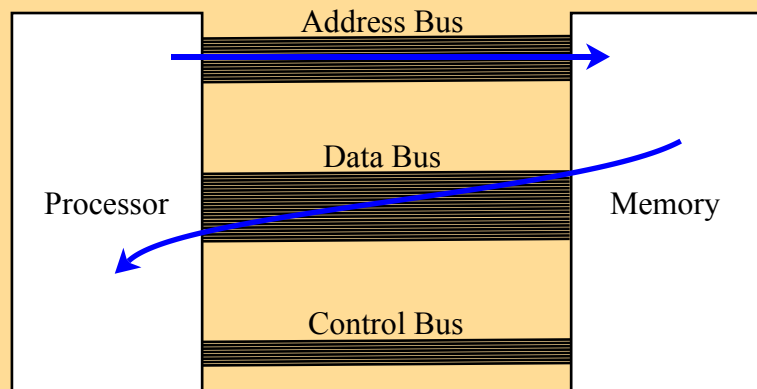 Address Bus
Data Bus
Processor
Memory
Control Bus